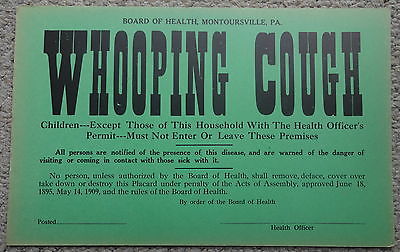 BOARD OF HEALTH, MONTOURSVILLE, PA.
WHOOPING COUGH
Children---Except Those of This Household With The Health Officer's
Permit---Must Not Enter Or Leave These Premises
All persons are notified of the presence of this disease, and are warned of the danger of
visiting or coming in contact with those sick with it.
No person, unless authorized by the Board of Health, shall remove, deface, cover over
take down or destroy this Placard under penalty of the Acts of Assembly, approved june 18,
1895, May 14, 1909, and the rules of the Board of Health.
By order of the Board of Health
Posted
Health Officer